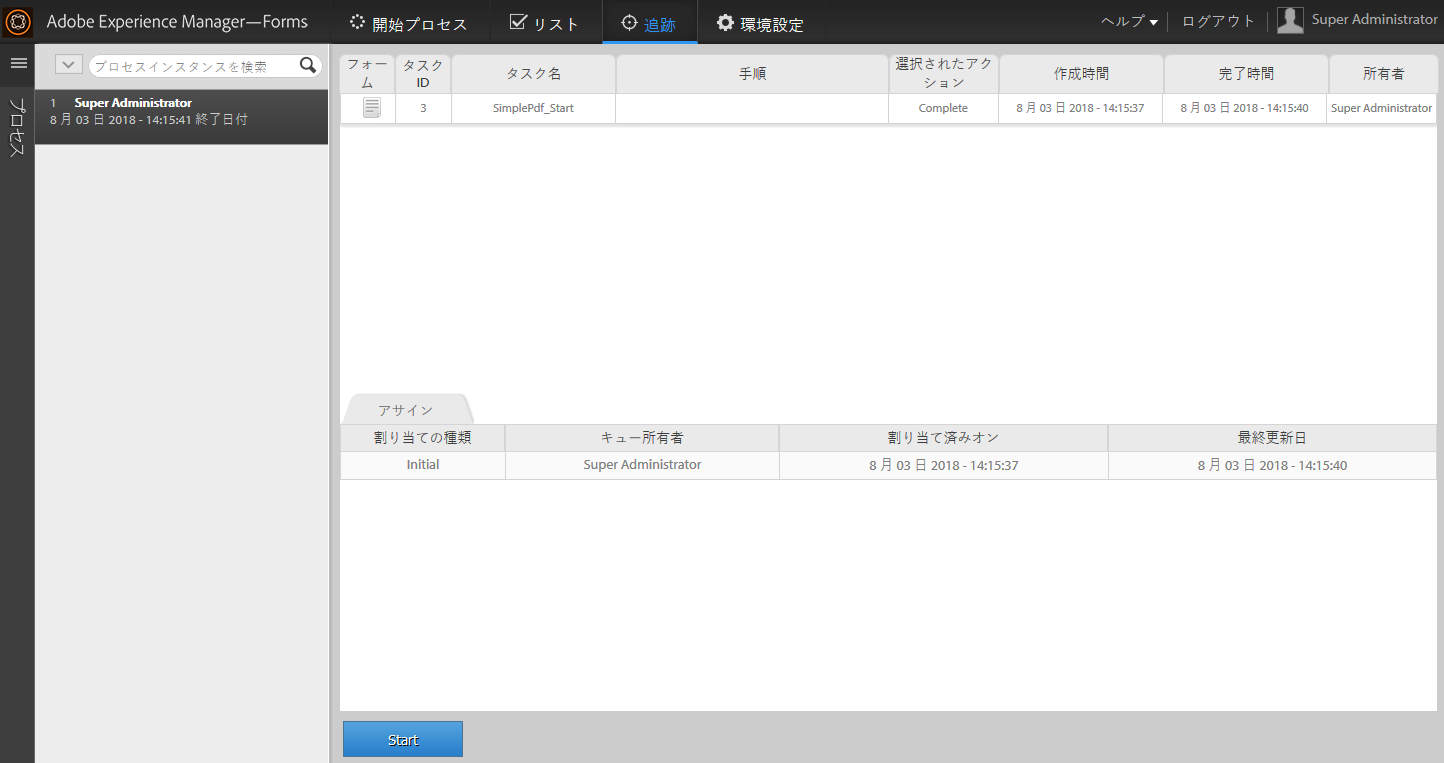 Adobe Experience Manager—Forms
開始プロセス
リスト
追跡
環境設定
ヘルプ
ログアウト
Super Administrator
プロセス
プロセスインスタンスを検索
1 Super Administrator
8 月 03 日 2018 - 14:15:41 終了日付
フォーム
タスク ID
タスク名
手順
選択されたアクション
作成時間
完了時間
所有者
3
SimplePdf_Start
Complete
8 月 03 日 2018 - 14:15:37
8 月 03 日 2018 - 14:15:40
Super Administrator
アサイン
割り当ての種類
キュー所有者
割り当て済みオン
最終更新日
Initial
Super Administrator
8 月 03 日 2018 - 14:15:37
8 月 03 日 2018 - 14:15:40
Start